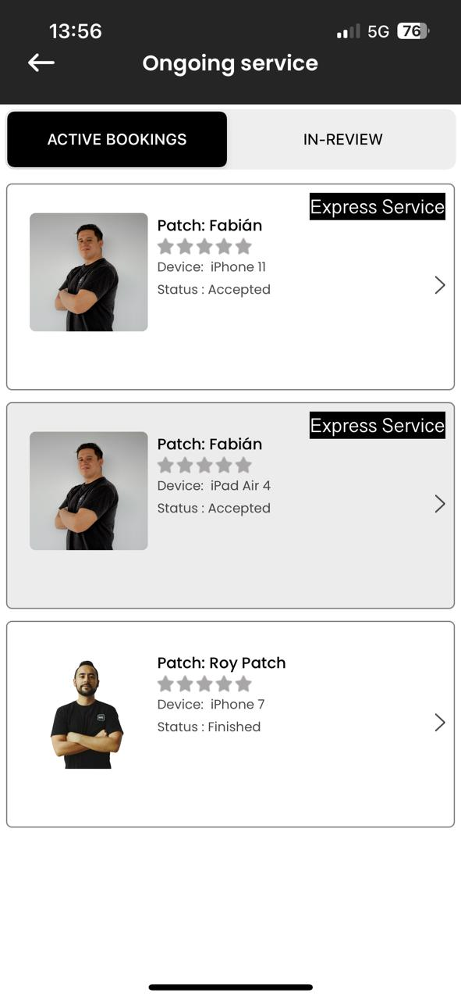 13:56
5G
76
Ongoing service
ACTIVE BOOKINGS
IN-REVIEW
Express Service
Patch: Fabián
Device: iPhone 11
Status : Accepted
Express Service
Patch: Fabián
Device: iPad Air 4
Status : Accepted
Patch: Roy Patch
Device: iPhone 7
Status : Finished